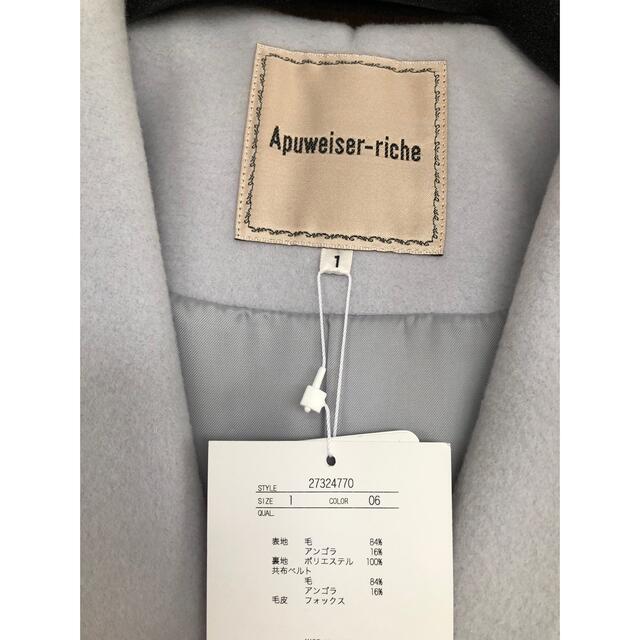 Apuweiser-riche
1
STYLE 27324770
SIZE 1 COLOR 06
QUAL.
表地 毛 84%
アンゴラ 16%
裏地 ポリエステル 100%
共布ベルト
毛 84%
アンゴラ 16%
毛皮 フォックス